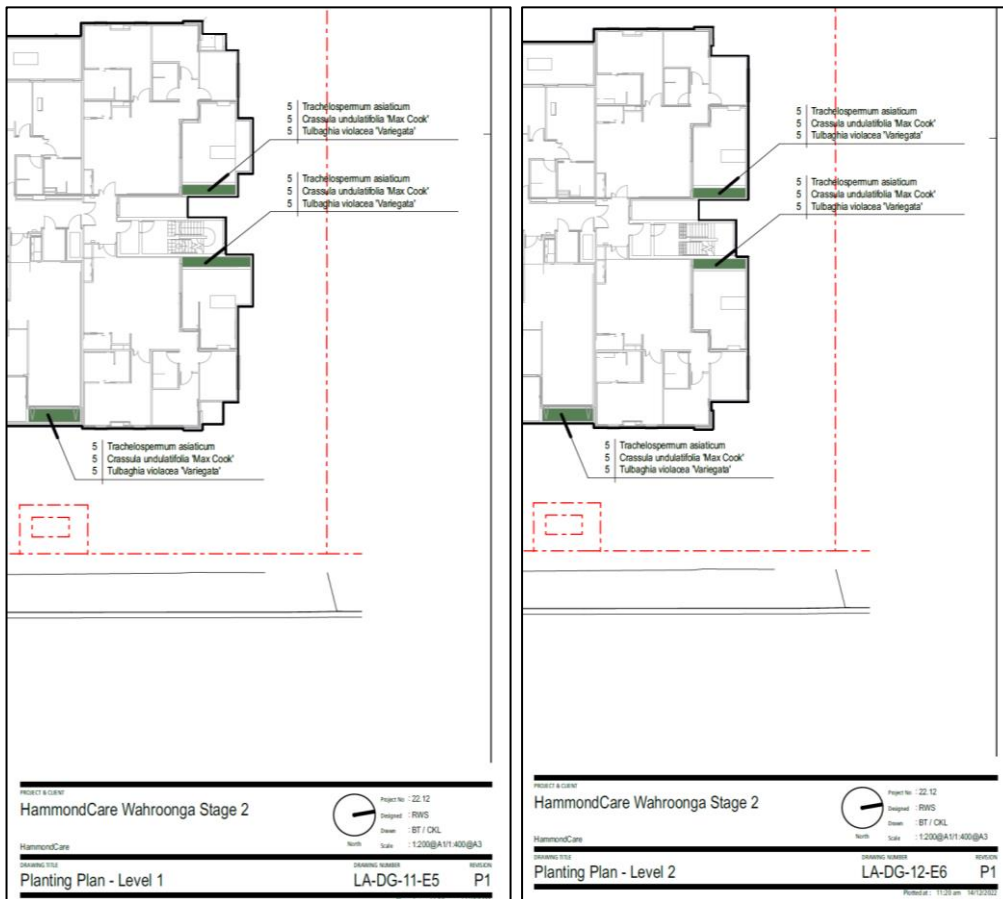 5 Trachelospermum asiaticum
5 Crassula undulatifolia 'Max Cook'
5 Tulbaghia violacea 'Variegata'
5 Trachelospermum asiaticum
5 Crassula undulatifolia 'Max Cook'
5 Tulbaghia violacea 'Variegata'
5 Trachelospermum asiaticum
5 Crassula undulatifolia 'Max Cook'
5 Tulbaghia violacea 'Variegata'
PROJECT & CLIENT
HammondCare Wahroonga Stage 2
HammondCare
North
Project No : 22.12
Designed : RWS
Drawn : BT / CKL
Scale : 1:200@A1/1:400@A3
DRAWING TITLE
DRAWING NUMBER
REVISION
Planting Plan - Level 1
LA-DG-11-E5
P1
5 Trachelospermum asiaticum
5 Crassula undulatifolia 'Max Cook'
5 Tulbaghia violacea 'Variegata'
5 Trachelospermum asiaticum
5 Crassula undulatifolia 'Max Cook'
5 Tulbaghia violacea 'Variegata'
5 Trachelospermum asiaticum
5 Crassula undulatifolia 'Max Cook'
5 Tulbaghia violacea 'Variegata'
PROJECT & CLIENT
HammondCare Wahroonga Stage 2
HammondCare
North
Project No : 22.12
Designed : RWS
Drawn : BT / CKL
Scale : 1:200@A1/1:400@A3
DRAWING TITLE
DRAWING NUMBER
REVISION
Planting Plan - Level 2
LA-DG-12-E6
P1
Plotted at : 11:20 am 14/12/2022